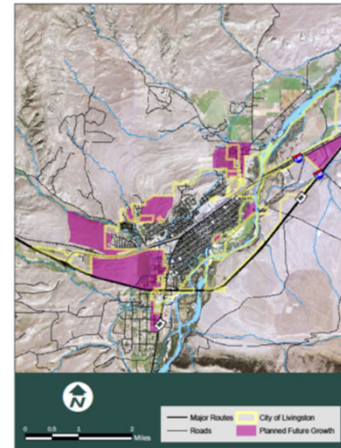 N
0 0.5 1 2
Miles
Major Routes
Roads
City of Livingston
Planned Future Growth